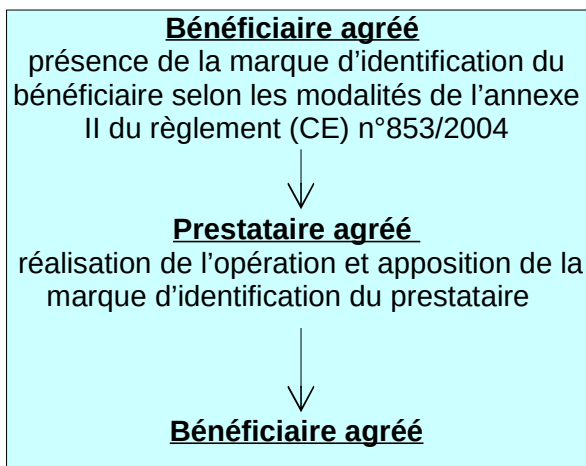 Bénéficiaire agréé
présence de la marque d’identification du
bénéficiaire selon les modalités de l’annexe
II du règlement (CE) n°853/2004
Prestataire agréé
réalisation de l’opération et apposition de la
marque d’identification du prestataire
Bénéficiaire agréé